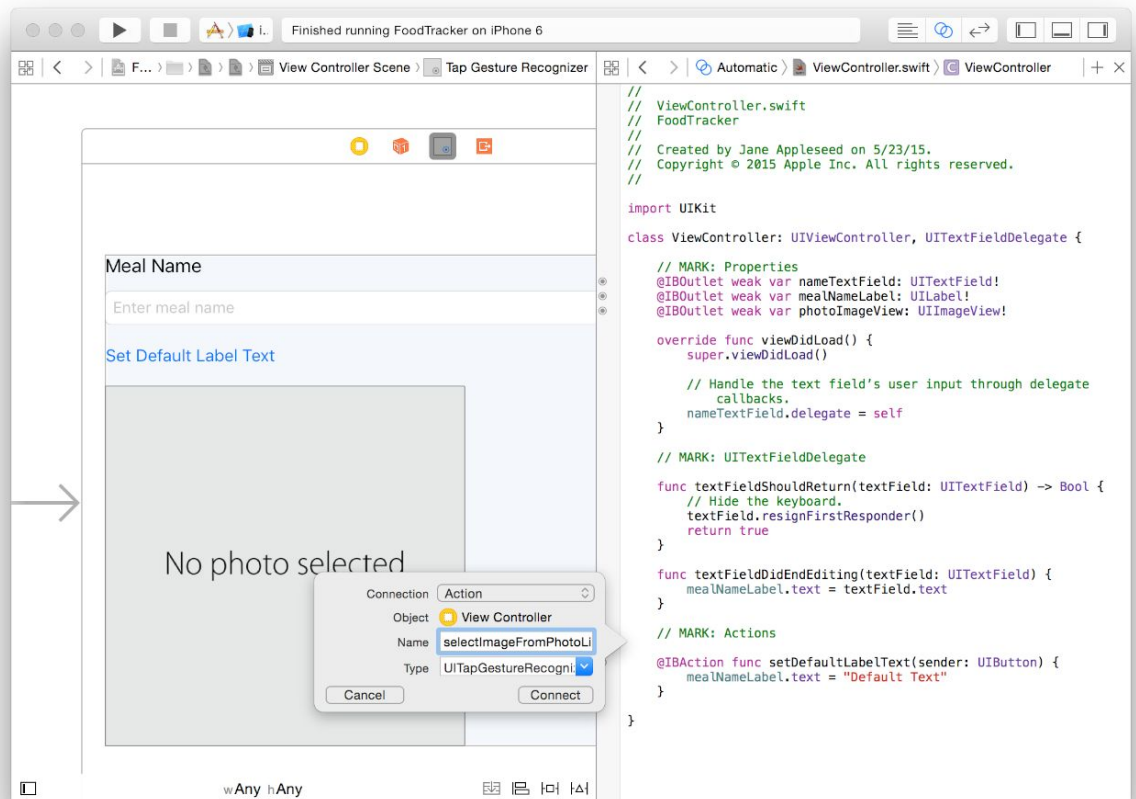 i.. Finished running FoodTracker on iPhone 6
F... View Controller Scene Tap Gesture Recognizer
Automatic ViewController.swift C ViewController
Meal Name
Enter meal name
Set Default Label Text
No photo selected
Connection Action
Object View Controller
Name selectImageFromPhotoLi
Type UITapGestureRecogni:
Cancel Connect
wAny hAny
//
//  ViewController.swift
//  FoodTracker
//
//  Created by Jane Appleseed on 5/23/15.
//  Copyright © 2015 Apple Inc. All rights reserved.
//
import UIKit
class ViewController: UIViewController, UITextFieldDelegate {
// MARK: Properties
@IBOutlet weak var nameTextField: UITextField!
@IBOutlet weak var mealNameLabel: UILabel!
@IBOutlet weak var photoImageView: UIImageView!
override func viewDidLoad() {
super.viewDidLoad()
// Handle the text field’s user input through delegate
callbacks.
nameTextField.delegate = self
}
// MARK: UITextFieldDelegate
func textFieldShouldReturn(textField: UITextField) -> Bool {
// Hide the keyboard.
textField.resignFirstResponder()
return true
}
func textFieldDidEndEditing(textField: UITextField) {
mealNameLabel.text = textField.text
}
// MARK: Actions
@IBAction func setDefaultLabelText(sender: UIButton) {
mealNameLabel.text = "Default Text"
}
}